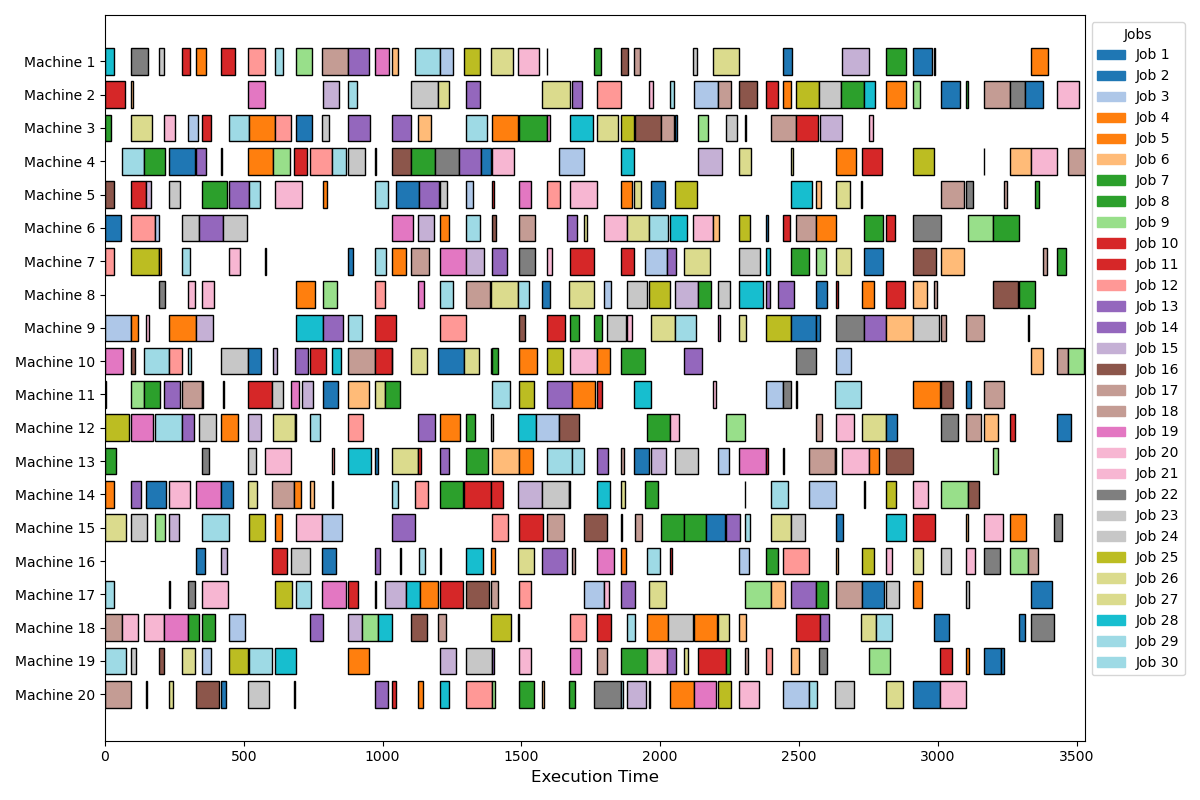 Machine 1
Machine 2
Machine 3
Machine 4
Machine 5
Machine 6
Machine 7
Machine 8
Machine 9
Machine 10
Machine 11
Machine 12
Machine 13
Machine 14
Machine 15
Machine 16
Machine 17
Machine 18
Machine 19
Machine 20
0 500 1000 1500 2000 2500 3000 3500
Execution Time
Jobs
Job 1
Job 2
Job 3
Job 4
Job 5
Job 6
Job 7
Job 8
Job 9
Job 10
Job 11
Job 12
Job 13
Job 14
Job 15
Job 16
Job 17
Job 18
Job 19
Job 20
Job 21
Job 22
Job 23
Job 24
Job 25
Job 26
Job 27
Job 28
Job 29
Job 30